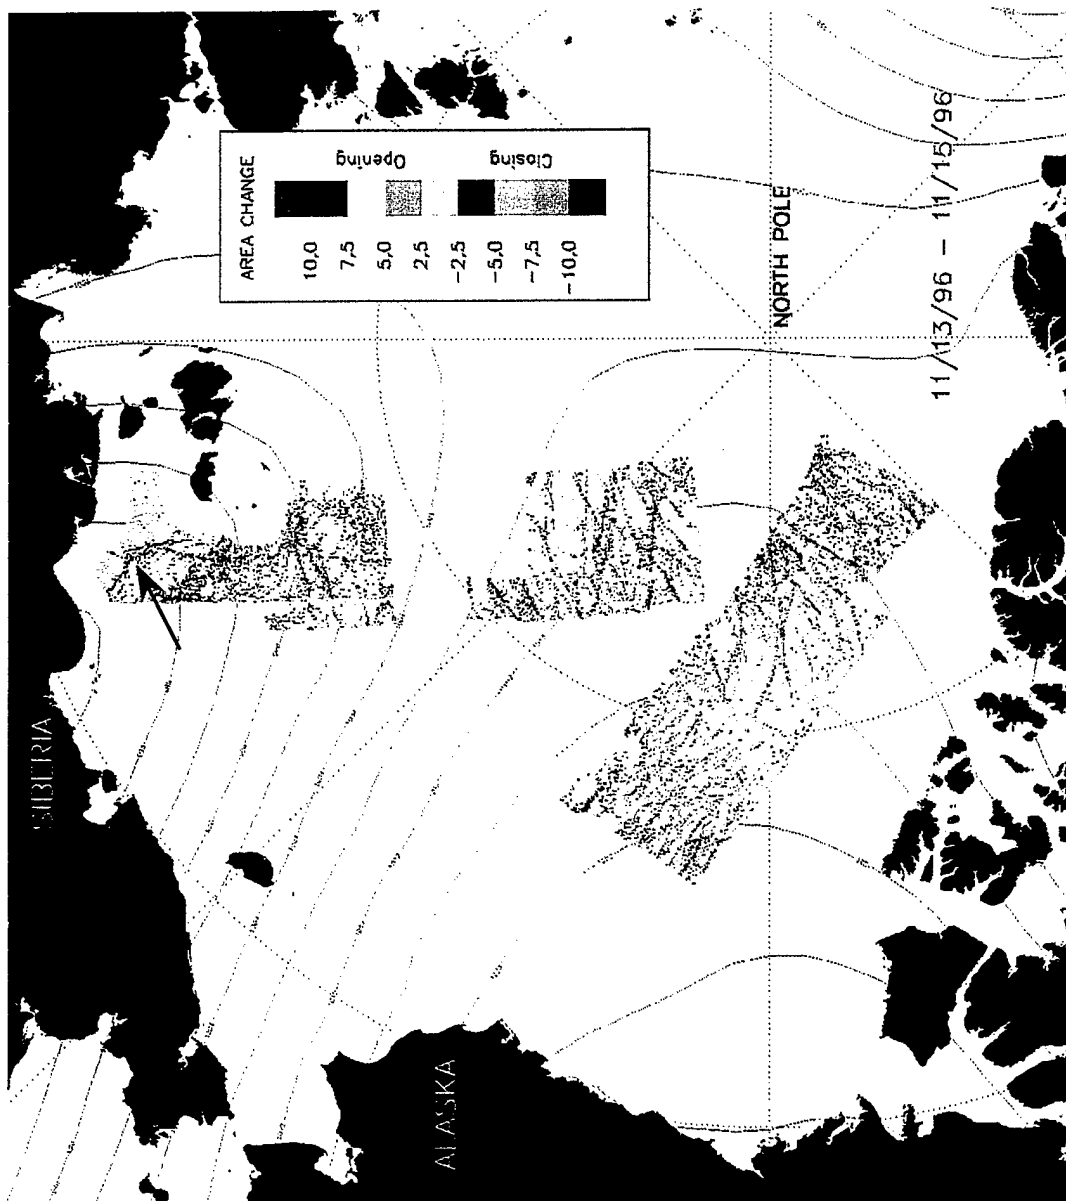 SIBERIA
ALASKA
AREA CHANGE
10,0
7,5
5,0
2,5
-2,5
-5,0
-7,5
-10,0
Opening
Closing
NORTH POLE
11/13/96 - 11/15/96